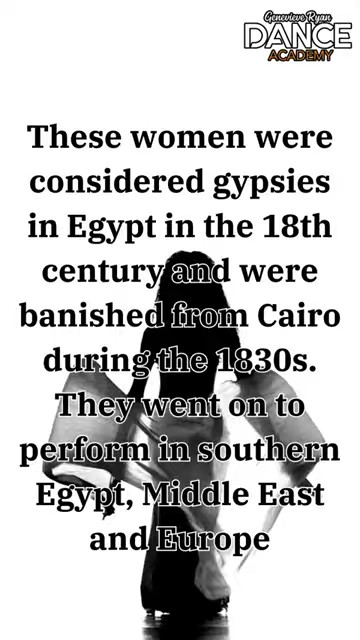 Genevieve Ryan
DANCE
ACADEMY
These women were
considered gypsies
in Egypt in the 18th
century and were
banished from Cairo
during the 1830s.
They went on to
perform in southern
Egypt, Middle East
and Europe